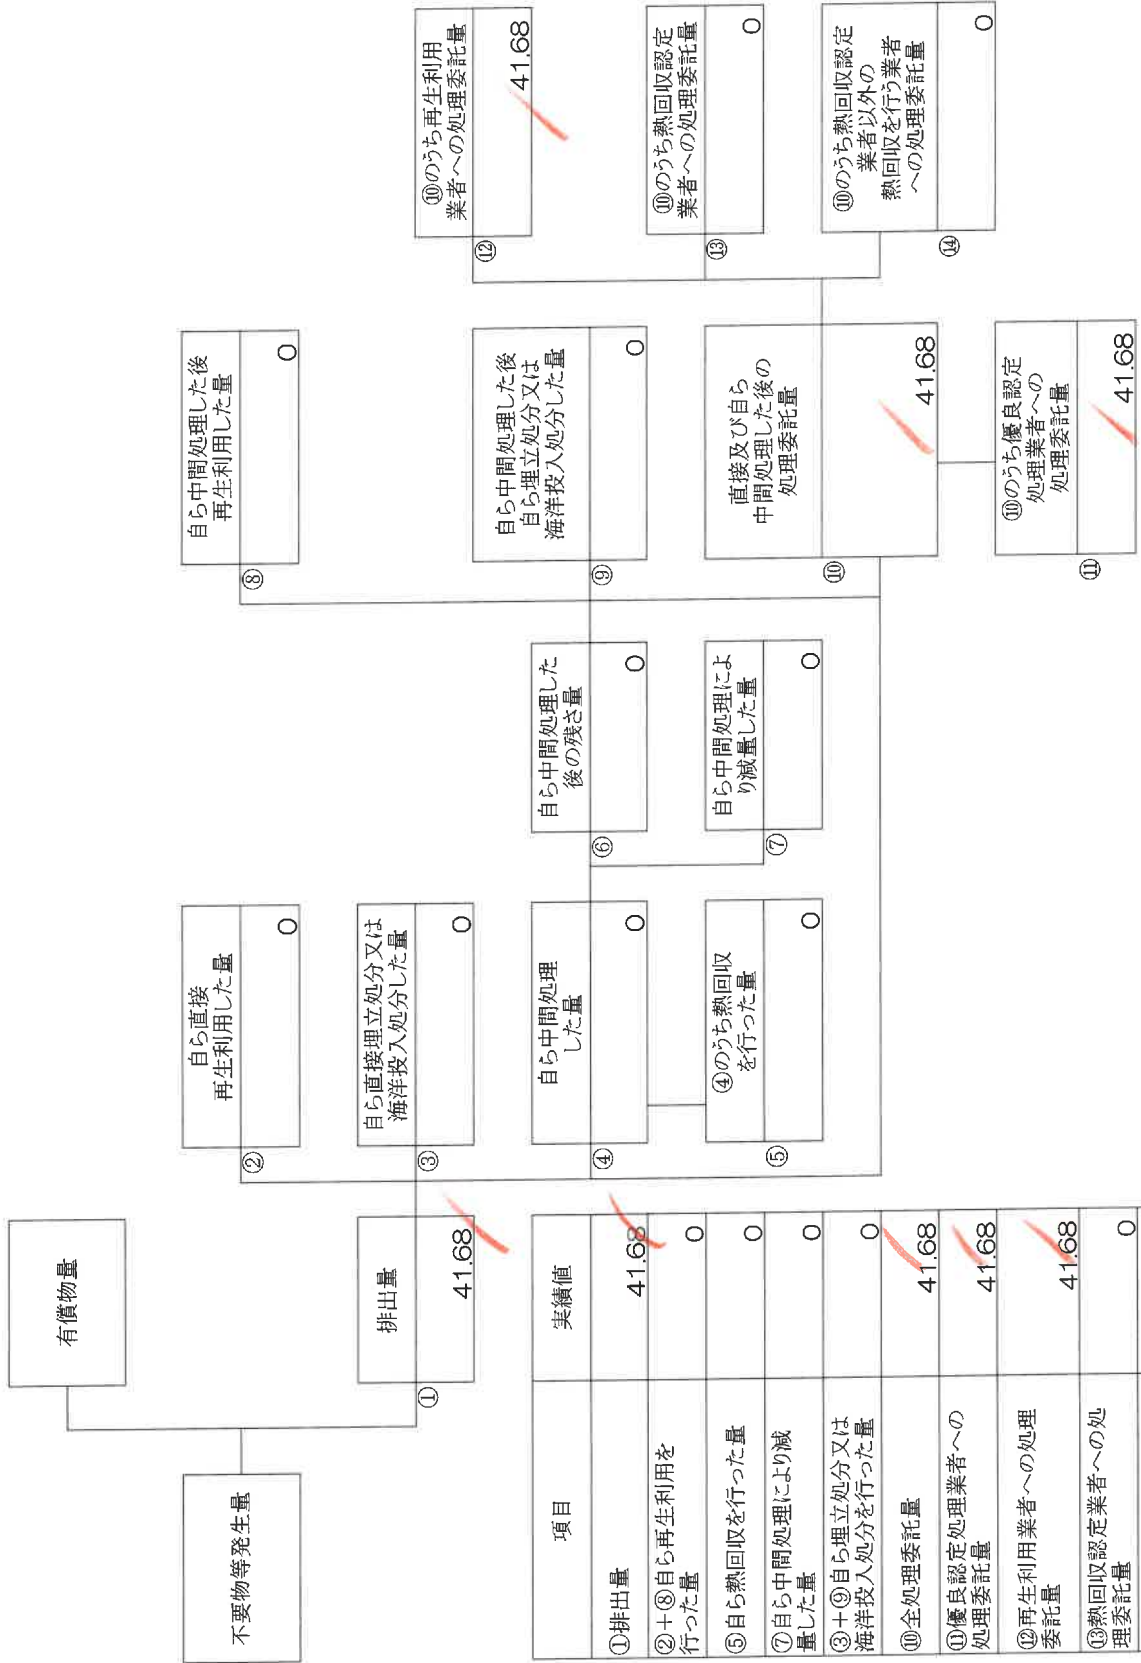 有償物量
不要物等発生量
排出量
①
41.68
自ら直接
再生利用した量
②
0
自ら直接埋立処分又は
海洋投入処分した量
③
0
自ら中間処理
した量
④
0
④のうち熱回収
を行った量
⑤
0
自ら中間処理した
後の残さ量
⑥
0
自ら中間処理によ
り減量した量
⑦
0
自ら中間処理した後
再生利用した量
⑧
0
自ら中間処理した後
自ら埋立処分又は
海洋投入処分した量
⑨
0
直接及び自ら
中間処理した後の
処理委託量
⑩
41.68
⑩のうち優良認定
処理業者への
処理委託量
⑪
41.68
⑩のうち再生利用
業者への処理委託量
⑫
41.68
⑩のうち熱回収認定
業者への処理委託量
⑬
0
⑩のうち熱回収認定
業者以外の
熱回収を行う業者
への処理委託量
⑭
0
項目
実績値
①排出量
41.68
②+⑧自ら再生利用を
行った量
0
⑤自ら熱回収を行った量
0
⑦自ら中間処理により減
量した量
0
③+⑨自ら埋立処分又は
海洋投入処分を行った量
0
⑩全処理委託量
41.68
⑪優良認定処理業者への
処理委託量
41.68
⑫再生利用業者への処理
委託量
41.68
⑬熱回収認定業者への処
理委託量
0